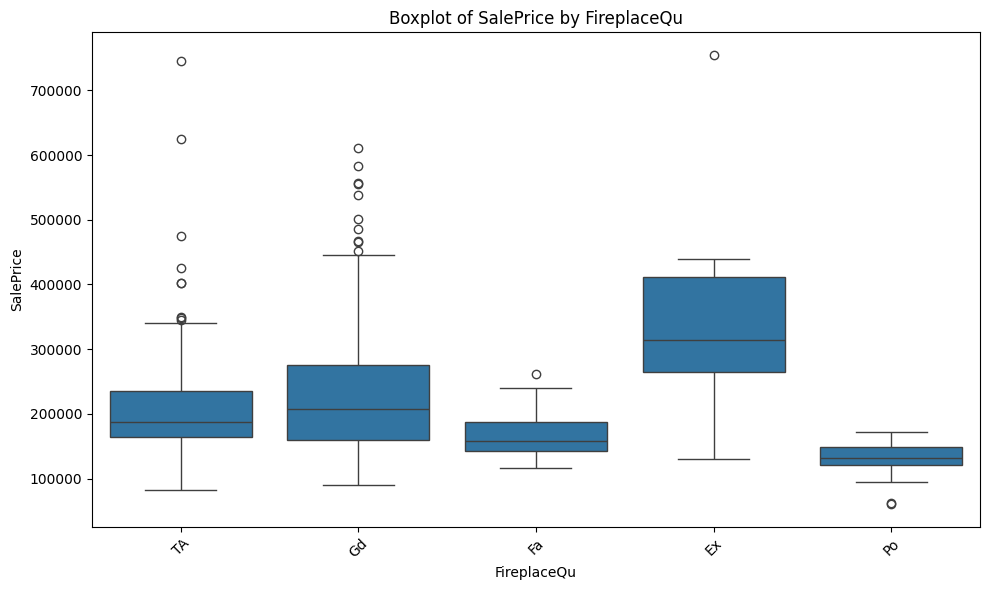 Boxplot of SalePrice by FireplaceQu
SalePrice
700000
600000
500000
400000
300000
200000
100000
TA
Gd
Fa
Ex
Po
FireplaceQu